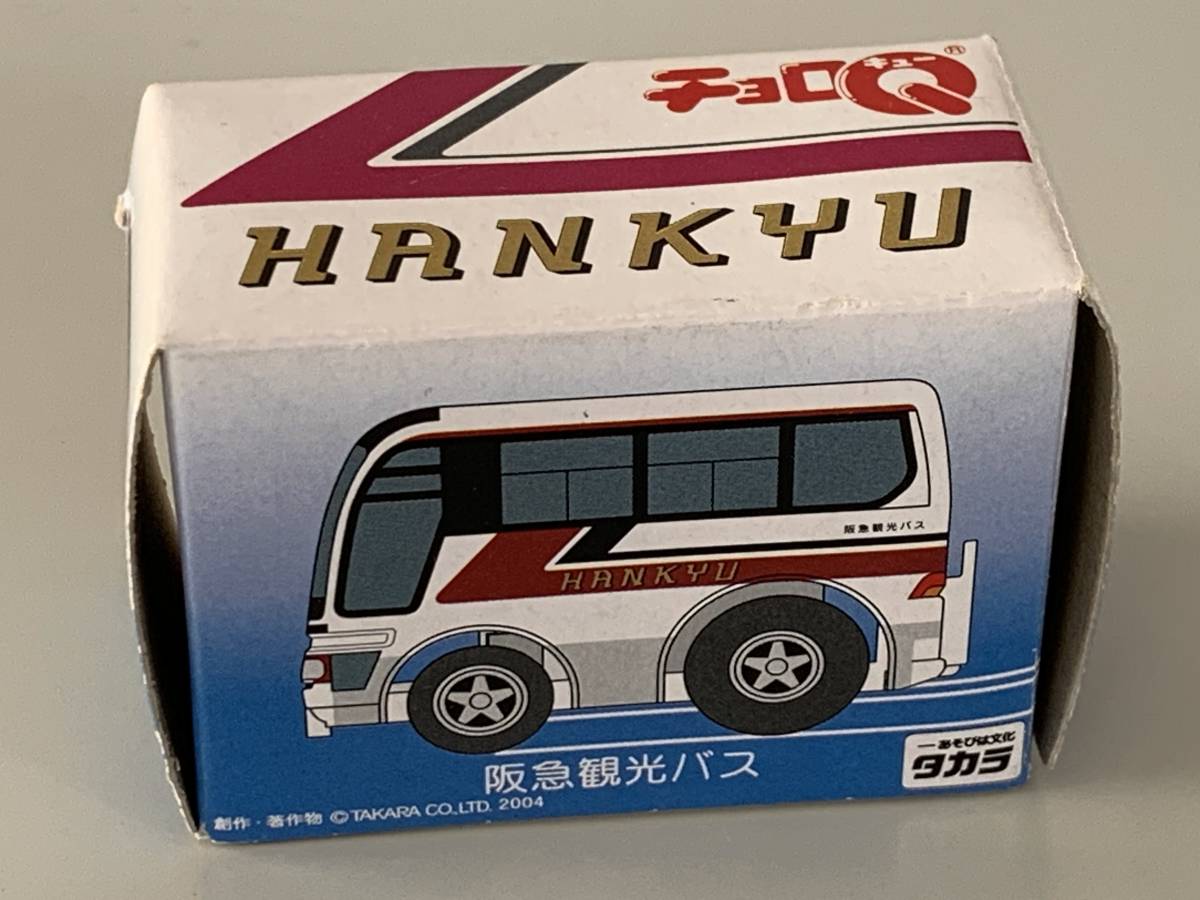 チョロQ
キュー
®
HANKYU
阪急観光バス
HANKYU
阪急観光バス
あそびは文化
タカラ
創作・著作物 ©TAKARA CO.,LTD. 2004